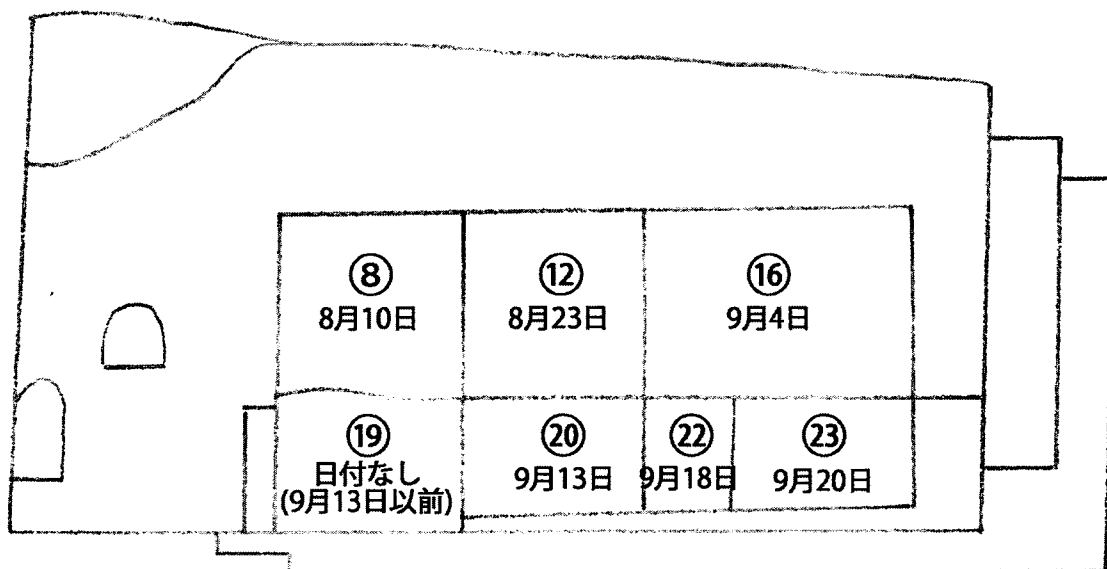 ⑧
8月10日
⑫
8月23日
⑯
9月4日
⑲
日付なし
(9月13日以前)
⑳
9月13日
㉒
9月18日
㉓
9月20日